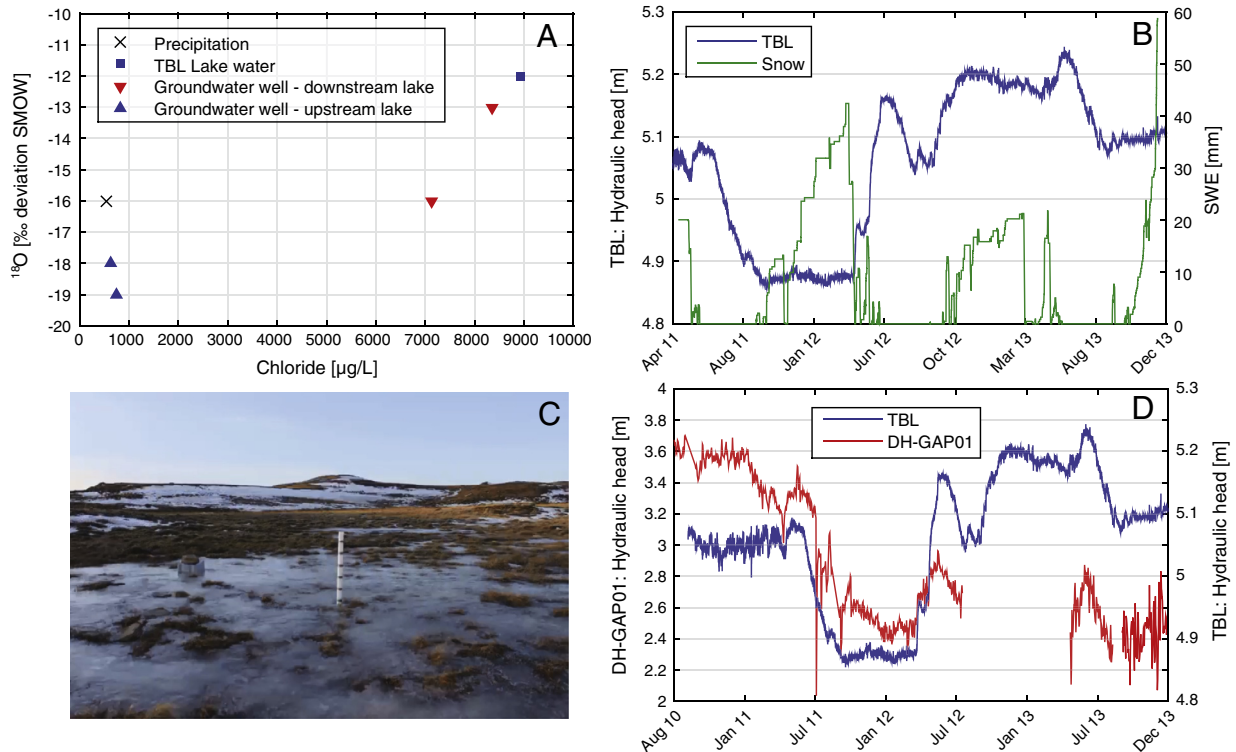 A
-10
-11
-12
-13
-14
-15
-16
-17
-18
-19
-20
18O [‰ deviation SMOW]
Precipitation
TBL Lake water
Groundwater well - downstream lake
Groundwater well - upstream lake
0 1000 2000 3000 4000 5000 6000 7000 8000 9000 10000
Chloride [µg/L]
B
5.3
5.2
5.1
5
4.9
4.8
TBL: Hydraulic head [m]
TBL
Snow
60
50
40
30
20
10
0
SWE [mm]
Apr 11 Aug 11 Jan 12 Jun 12 Oct 12 Mar 13 Aug 13 Dec 13
C
D
4
3.8
3.6
3.4
3.2
3
2.8
2.6
2.4
2.2
2
DH-GAP01: Hydraulic head [m]
TBL
DH-GAP01
5.3
5.2
5.1
5
4.9
4.8
TBL: Hydraulic head [m]
Aug 10 Jan 11 Jul 11 Jan 12 Jul 12 Jan 13 Jul 13 Dec 13